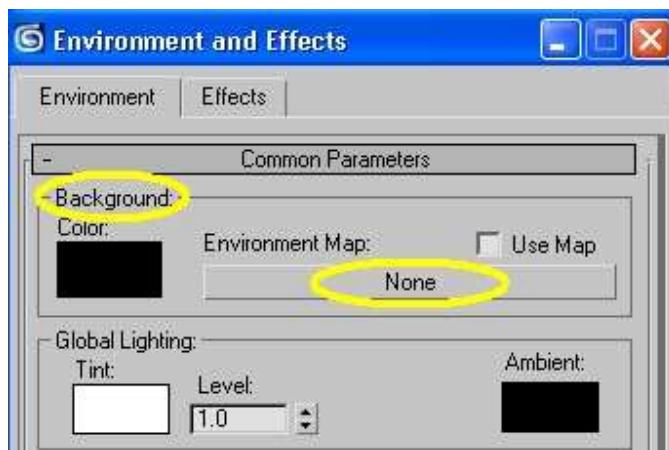 Environment and Effects
Environment Effects
- Common Parameters
Background:
Color:
Environment Map: Use Map
None
Global Lighting:
Tint:
Level:
Ambient:
1.0